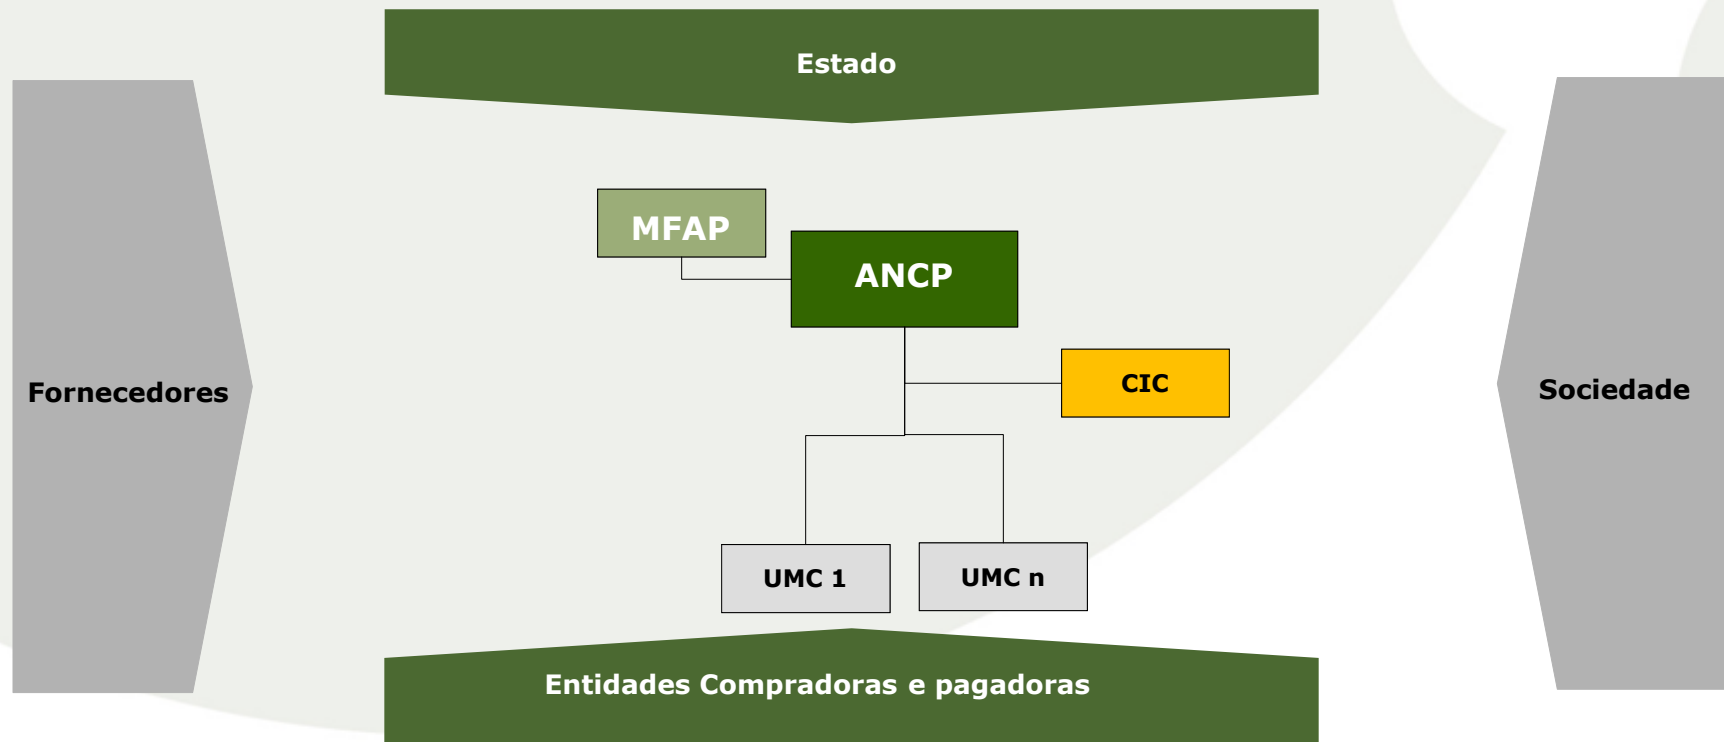 Estado
MFAP
ANCP
CIC
Fornecedores
Sociedade
UMC 1
UMC n
Entidades Compradoras e pagadoras